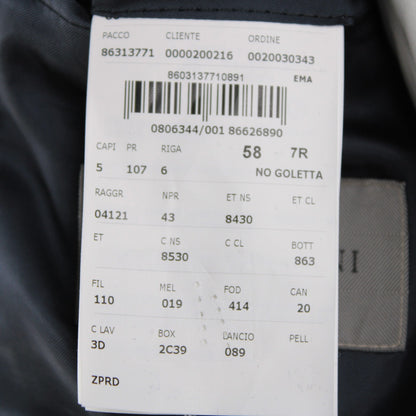 PACCO CLIENTE ORDINE
86313771 0000200216 0020030343
8603137710891 EMA
0806344/001 86626890
CAPI PR RIGA 58 7R
5 107 6 NO GOLETTA
RAGGR NPR ET NS ET CL
04121 43 8430
ET C NS C CL BOTT
8530 863
FIL MEL FOD CAN
110 019 414 20
C LAV BOX LANCIO PELL
3D 2C39 089
ZPRD
NI